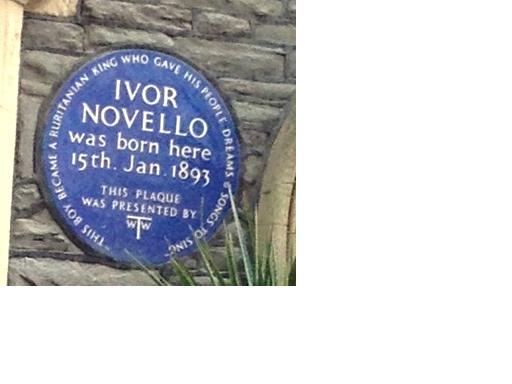 THIS BOY BECAME A RURITANIAN KING WHO GAVE HIS PEOPLE DREAMS & SONGS TO SING
IVOR
NOVELLO
was born here
15th. Jan. 1893
THIS PLAQUE
WAS PRESENTED BY
WTW